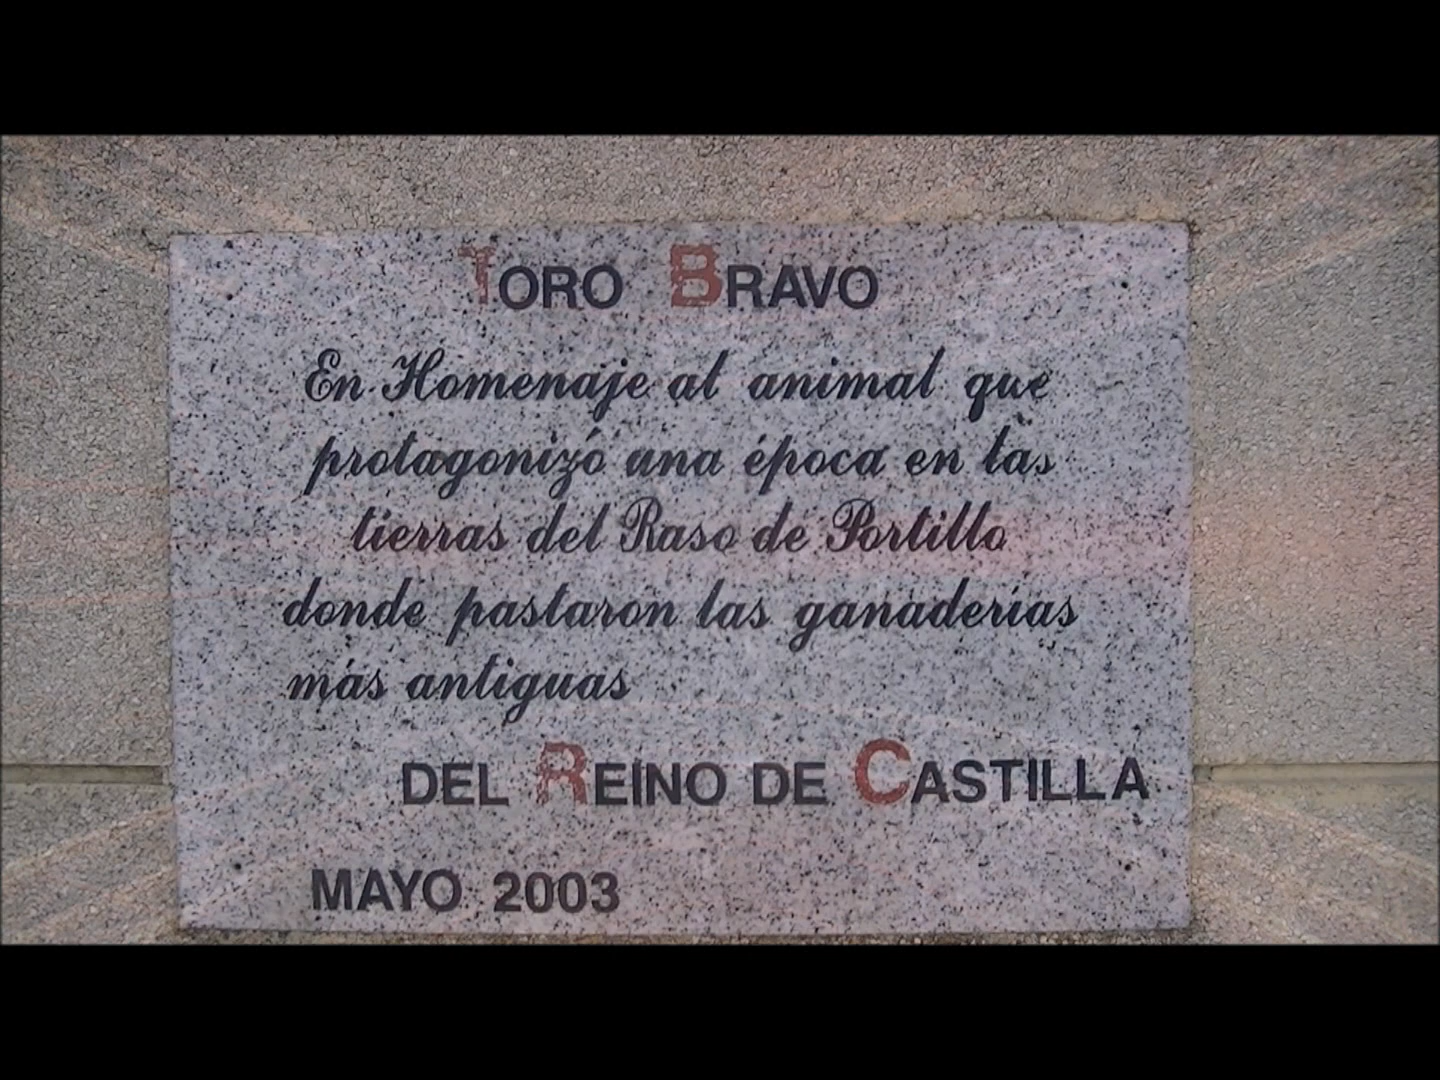 TORO BRAVO
En Homenaje al animal que
protagonizó una época en las
tierras del Raso de Portillo
donde pastaron las ganaderías
más antiguas
DEL REINO DE CASTILLA
MAYO 2003